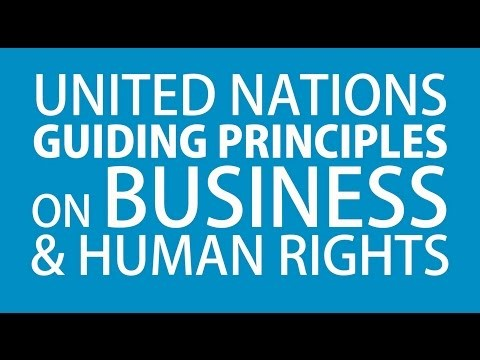 UNITED NATIONS
GUIDING PRINCIPLES
ON BUSINESS
& HUMAN RIGHTS